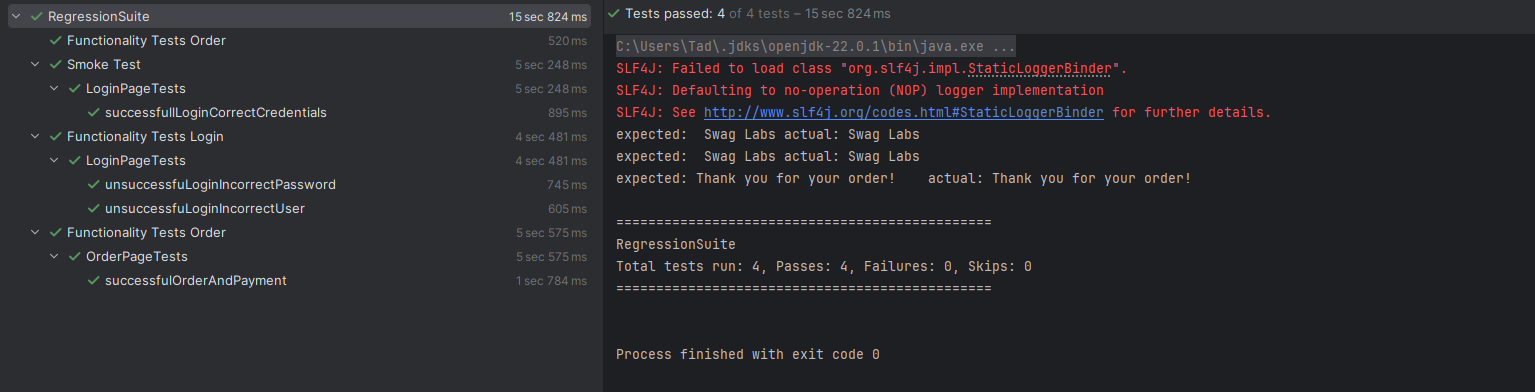 RegressionSuite 15 sec 824 ms
Functionality Tests Order 520 ms
Smoke Test 5 sec 248 ms
LoginPageTests 5 sec 248 ms
successfullLoginCorrectCredentials 895 ms
Functionality Tests Login 4 sec 481 ms
LoginPageTests 4 sec 481 ms
unsuccessfuLoginIncorrectPassword 745 ms
unsuccessfuLoginIncorrectUser 605 ms
Functionality Tests Order 5 sec 575 ms
OrderPageTests 5 sec 575 ms
successfulOrderAndPayment 1 sec 784 ms
Tests passed: 4 of 4 tests – 15 sec 824 ms
C:\Users\Tad\.jdks\openjdk-22.0.1\bin\java.exe ...
SLF4J: Failed to load class "org.slf4j.impl.StaticLoggerBinder".
SLF4J: Defaulting to no-operation (NOP) logger implementation
SLF4J: See http://www.slf4j.org/codes.html#StaticLoggerBinder for further details.
expected:  Swag Labs actual: Swag Labs
expected:  Swag Labs actual: Swag Labs
expected: Thank you for your order!    actual: Thank you for your order!
===============================================
RegressionSuite
Total tests run: 4, Passes: 4, Failures: 0, Skips: 0
===============================================
Process finished with exit code 0